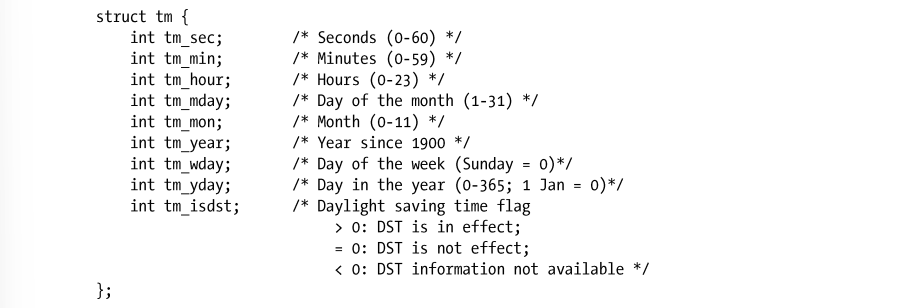 struct tm {
    int tm_sec;        /* Seconds (0-60) */
    int tm_min;        /* Minutes (0-59) */
    int tm_hour;       /* Hours (0-23) */
    int tm_mday;       /* Day of the month (1-31) */
    int tm_mon;        /* Month (0-11) */
    int tm_year;       /* Year since 1900 */
    int tm_wday;       /* Day of the week (Sunday = 0)*/
    int tm_yday;       /* Day in the year (0-365; 1 Jan = 0)*/
    int tm_isdst;      /* Daylight saving time flag
                            > 0: DST is in effect;
                            = 0: DST is not effect;
                            < 0: DST information not available */
};